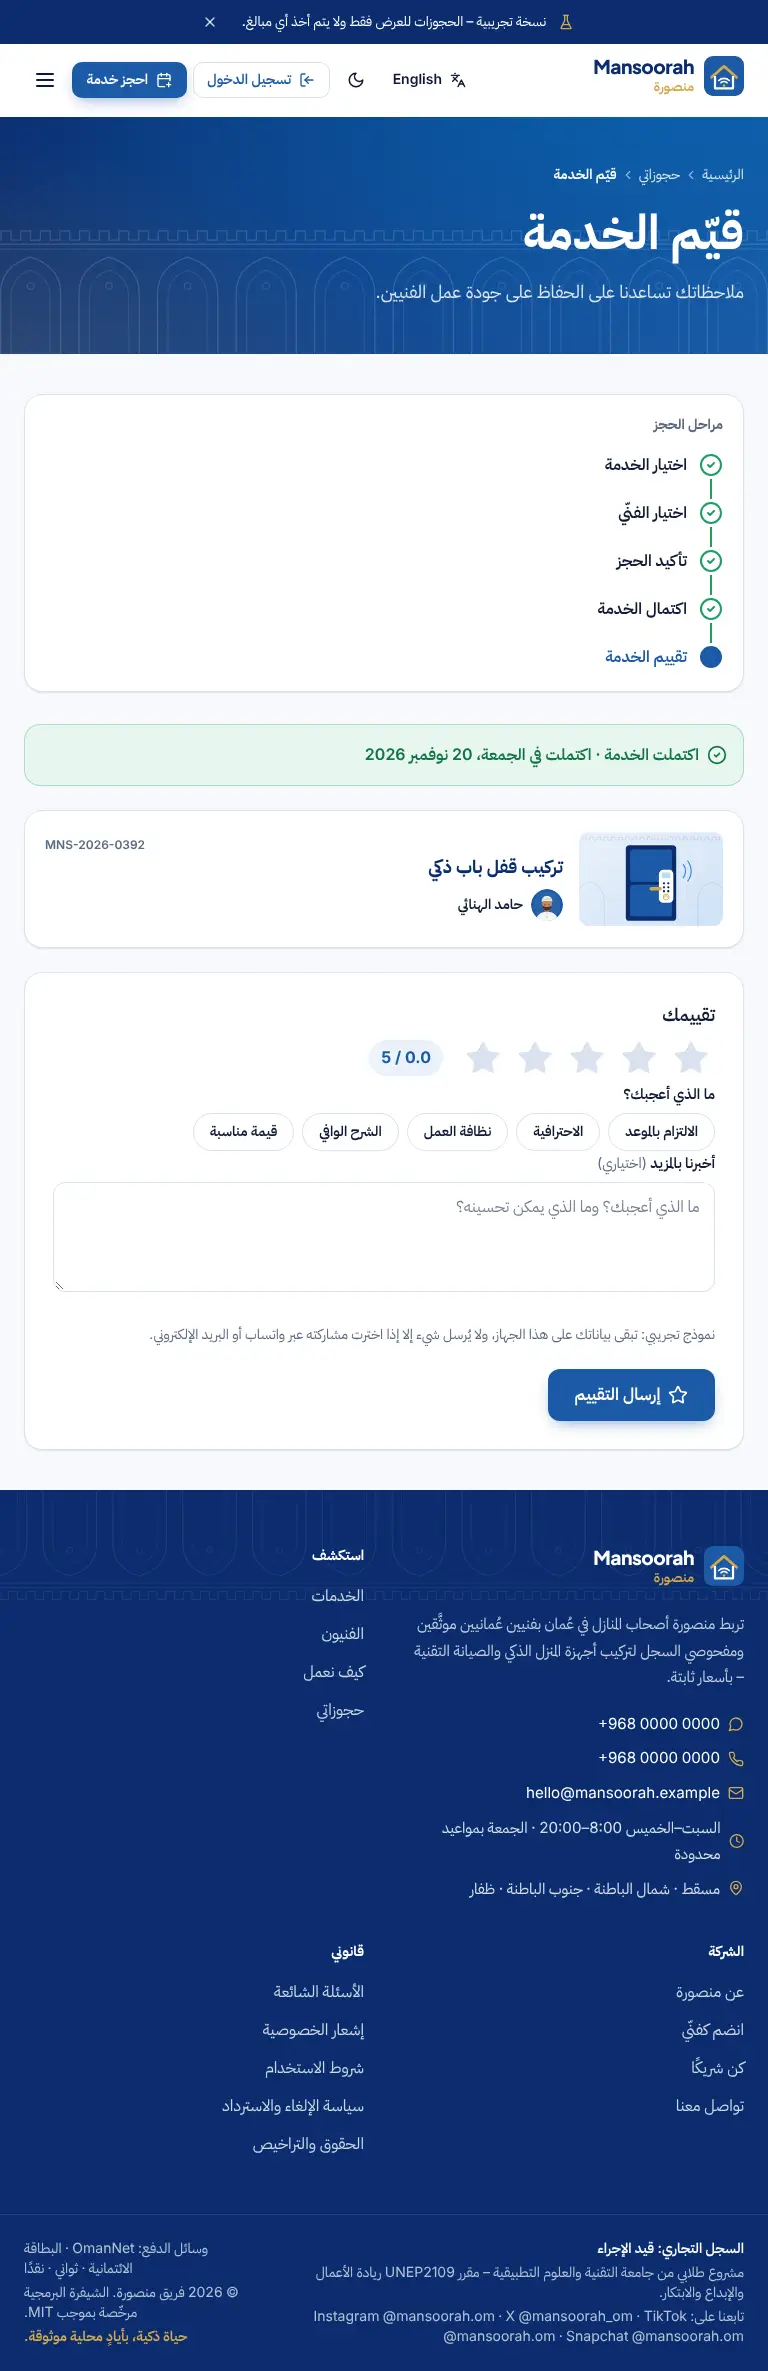 نسخة تجريبية – الحجوزات للعرض فقط ولا يتم أخذ أي مبالغ.
Mansoorah
منصورة
English
تسجيل الدخول
احجز خدمة
الرئيسية
حجوزاتي
قيّم الخدمة
قيّم الخدمة
ملاحظاتك تساعدنا على الحفاظ على جودة عمل الفنيين.
مراحل الحجز
اختيار الخدمة
اختيار الفنّي
تأكيد الحجز
اكتمال الخدمة
تقييم الخدمة
اكتملت الخدمة · اكتملت في الجمعة، 20 نوفمبر 2026
MNS-2026-0392
تركيب قفل باب ذكي
حامد الهنائي
تقييمك
5 / 0.0
ما الذي أعجبك؟
الالتزام بالموعد
الاحترافية
نظافة العمل
الشرح الوافي
قيمة مناسبة
أخبرنا بالمزيد (اختياري)
ما الذي أعجبك؟ وما الذي يمكن تحسينه؟
نموذج تجريبي: تبقى بياناتك على هذا الجهاز، ولا يُرسل شيء إلا إذا اخترت مشاركته عبر واتساب أو البريد الإلكتروني.
إرسال التقييم
Mansoorah
منصورة
تربط منصورة أصحاب المنازل في عُمان بفنيين عُمانيين موثَّقين
ومفحوصي السجل لتركيب أجهزة المنزل الذكي والصيانة التقنية
– بأسعار ثابتة.
+968 0000 0000
+968 0000 0000
hello@mansoorah.example
السبت–الخميس 8:00–20:00 · الجمعة بمواعيد
محدودة
مسقط · شمال الباطنة · جنوب الباطنة · ظفار
استكشف
الخدمات
الفنيون
كيف نعمل
حجوزاتي
الشركة
عن منصورة
انضم كفنّي
كن شريكًا
تواصل معنا
قانوني
الأسئلة الشائعة
إشعار الخصوصية
شروط الاستخدام
سياسة الإلغاء والاسترداد
الحقوق والتراخيص
السجل التجاري: قيد الإجراء
مشروع طلابي من جامعة التقنية والعلوم التطبيقية – مقرر UNEP2109 ريادة الأعمال
والإبداع والابتكار.
تابعنا على: Instagram @mansoorah.om · X @mansoorah_om · TikTok
@mansoorah.om · Snapchat @mansoorah.om
وسائل الدفع: OmanNet · البطاقة
الائتمانية · ثواني · نقدًا
© 2026 فريق منصورة. الشيفرة البرمجية
مرخّصة بموجب MIT.
حياة ذكية، بأيادٍ محلية موثوقة.